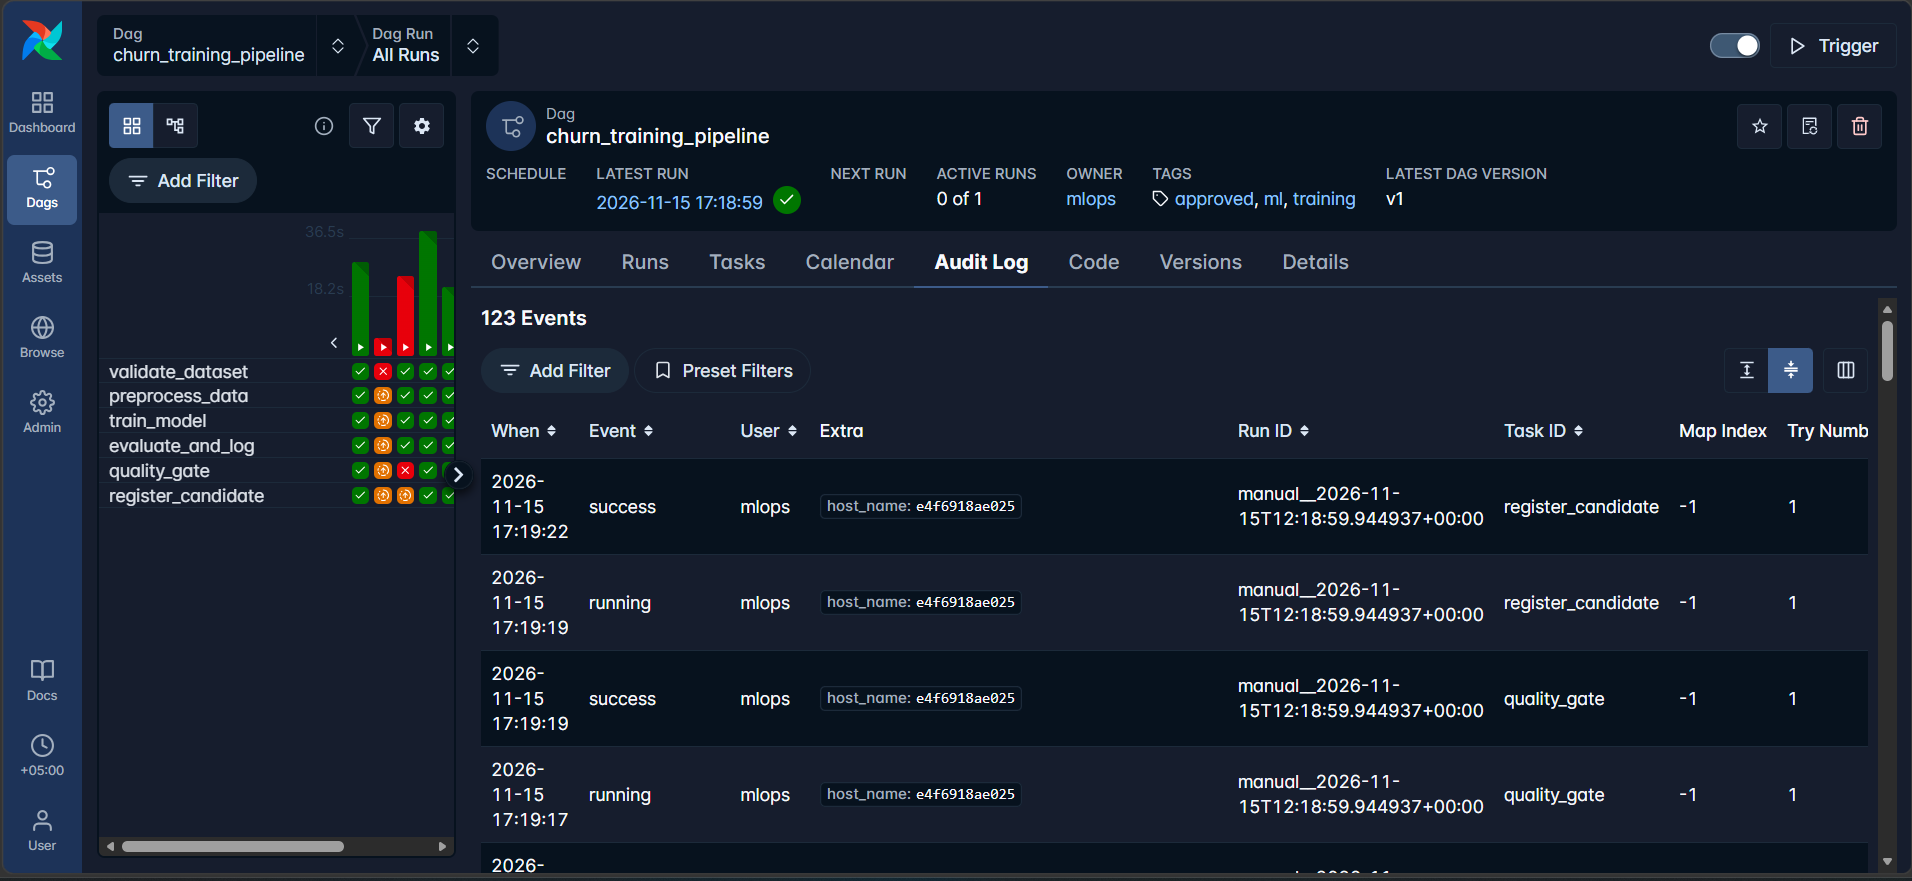 Dag
churn_training_pipeline
Dag Run
All Runs
Trigger
Dashboard
Dags
Assets
Browse
Admin
Docs
+05:00
User
Add Filter
36.5s
18.2s
validate_dataset
preprocess_data
train_model
evaluate_and_log
quality_gate
register_candidate
Dag
churn_training_pipeline
SCHEDULE LATEST RUN NEXT RUN ACTIVE RUNS OWNER TAGS LATEST DAG VERSION
2026-11-15 17:18:59 0 of 1 mlops approved, ml, training v1
Overview Runs Tasks Calendar Audit Log Code Versions Details
123 Events
Add Filter Preset Filters
When Event User Extra Run ID Task ID Map Index Try Numb
2026-
11-15
17:19:22
success mlops host_name: e4f6918ae025
manual__2026-11-
15T12:18:59.944937+00:00
register_candidate -1 1
2026-
11-15
17:19:19
running mlops host_name: e4f6918ae025
manual__2026-11-
15T12:18:59.944937+00:00
register_candidate -1 1
2026-
11-15
17:19:19
success mlops host_name: e4f6918ae025
manual__2026-11-
15T12:18:59.944937+00:00
quality_gate -1 1
2026-
11-15
17:19:17
running mlops host_name: e4f6918ae025
manual__2026-11-
15T12:18:59.944937+00:00
quality_gate -1 1
2026-